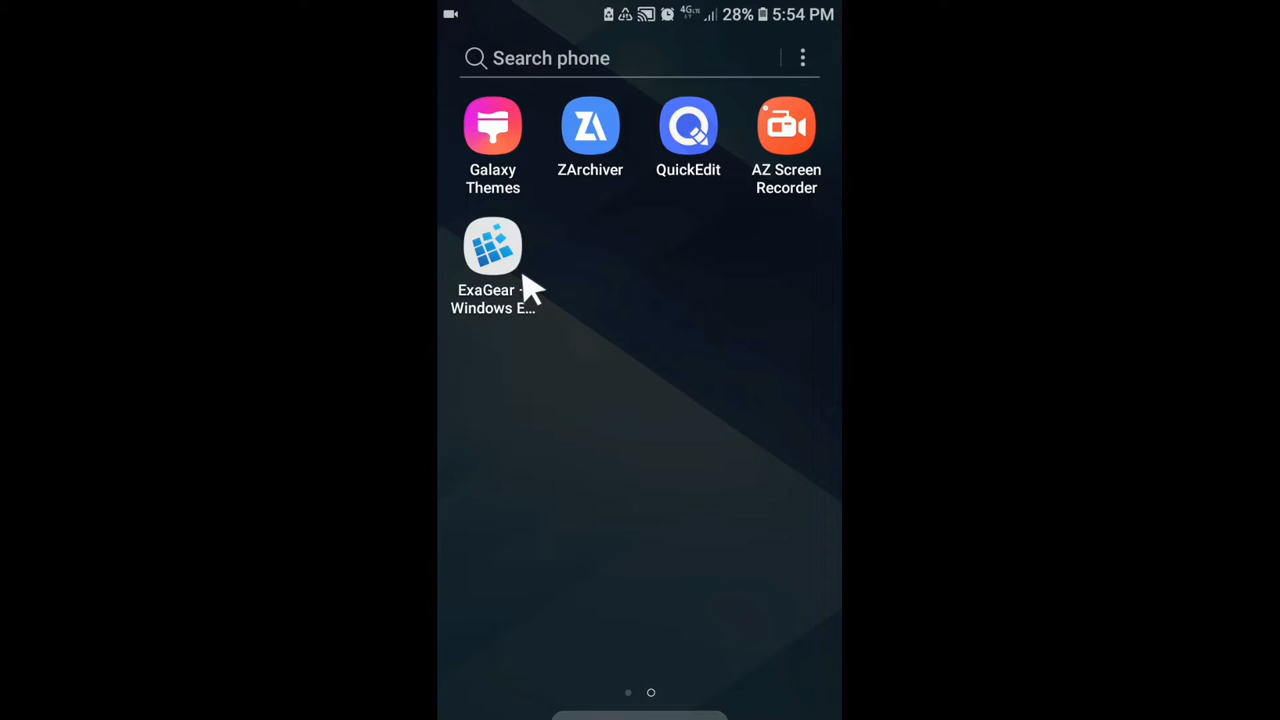 28% 5:54 PM
Search phone
Galaxy
Themes
ZArchiver
QuickEdit
AZ Screen
Recorder
ExaGear -
Windows E...